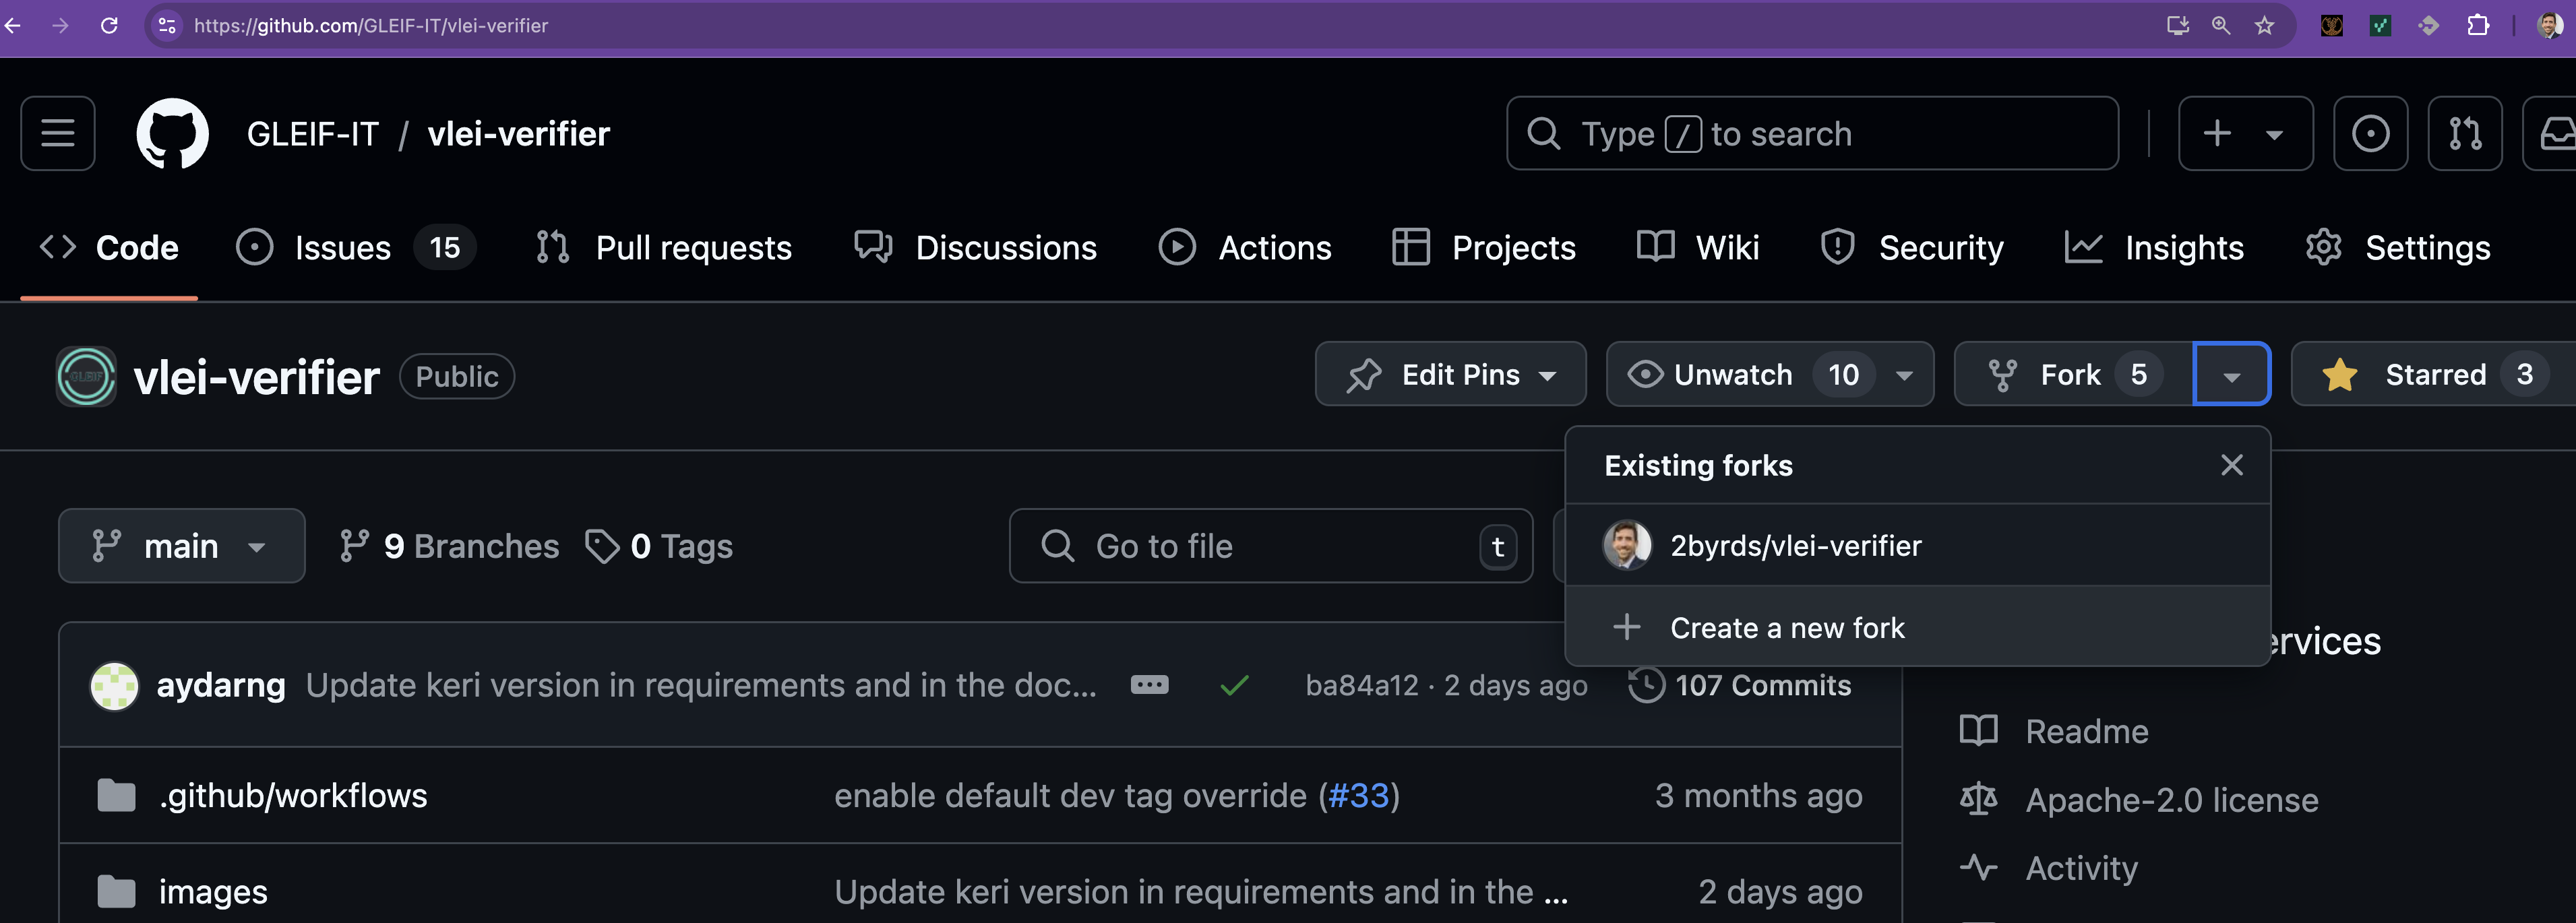 https://github.com/GLEIF-IT/vlei-verifier
GLEIF-IT / vlei-verifier
Type / to search
Code
Issues 15
Pull requests
Discussions
Actions
Projects
Wiki
Security
Insights
Settings
GLEIF
vlei-verifier Public
Edit Pins
Unwatch 10
Fork 5
Starred 3
Existing forks
2byrds/vlei-verifier
Create a new fork
main
9 Branches
0 Tags
Go to file t
ervices
aydarng Update keri version in requirements and in the doc... ba84a12 · 2 days ago 107 Commits
Readme
.github/workflows enable default dev tag override (#33) 3 months ago
Apache-2.0 license
Activity
images Update keri version in requirements and in the ... 2 days ago